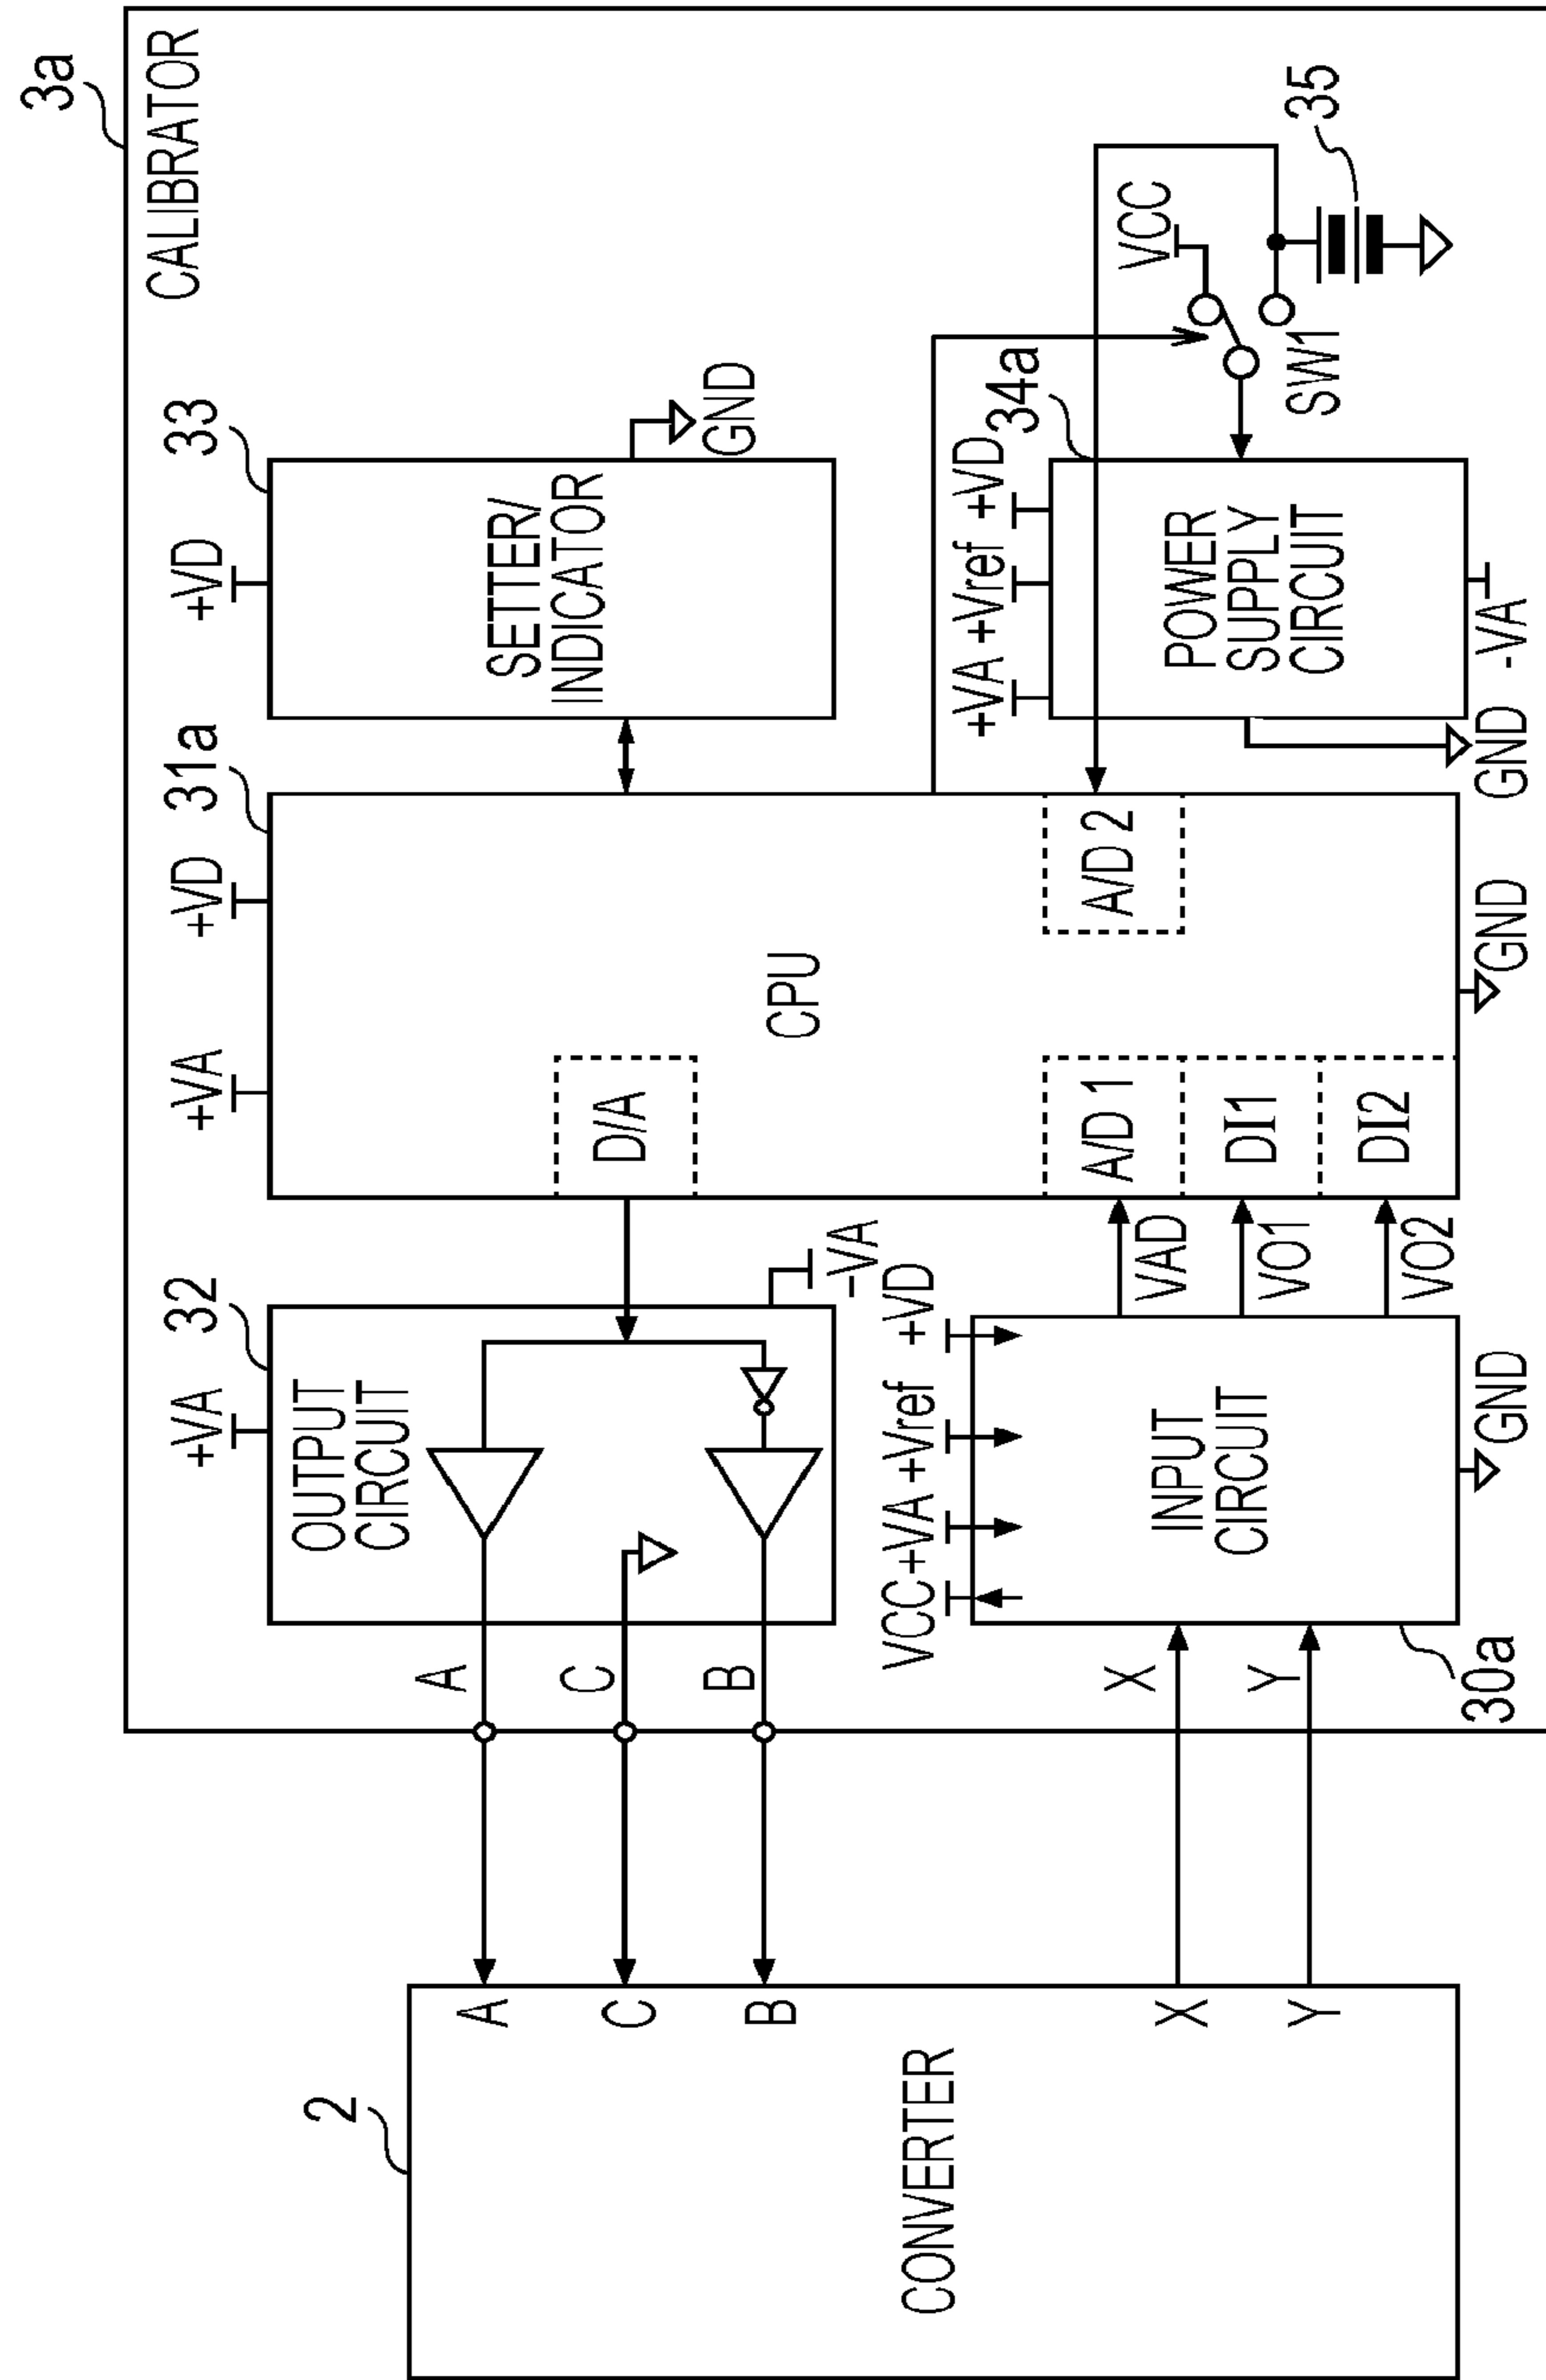 3a
CALIBRATOR
2
CONVERTER
A
C
B
X
Y
A
C
B
X
Y
+VA
32
OUTPUT
CIRCUIT
-VA
+VA
+VD
31a
CPU
D/A
A/D 1
DI1
DI2
A/D 2
GND
+VD
33
SETTER/
INDICATOR
GND
VCC
+VA
+Vref
+VD
INPUT
CIRCUIT
30a
GND
VAD
VO1
VO2
+VA
+Vref
+VD
34a
POWER
SUPPLY
CIRCUIT
GND
-VA
VCC
SW1
35